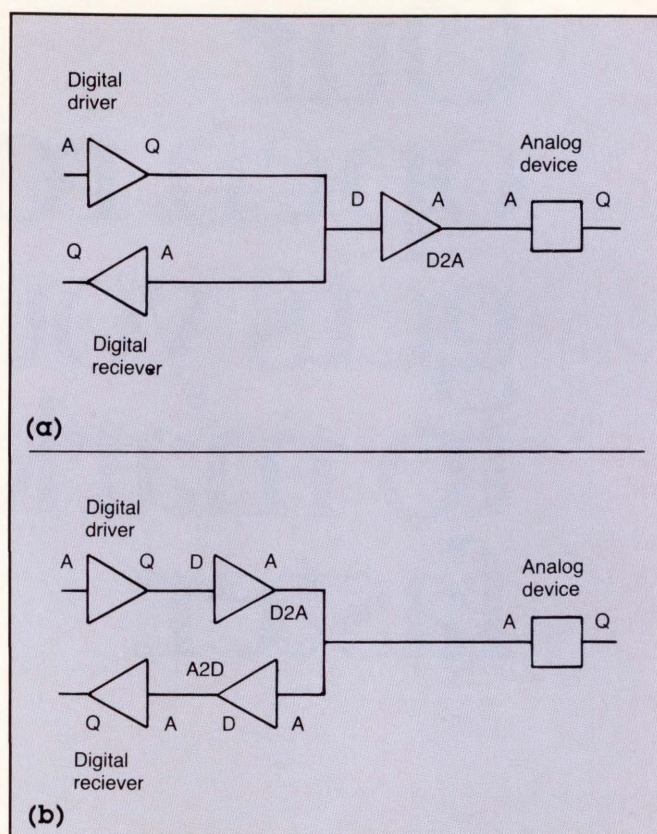 Digital
driver
A
Q
Analog
device
D
A
A
Q
D2A
Q
A
Digital
reciever
(a)
Digital
driver
A
Q
D
A
Analog
device
D2A
A
Q
A2D
Q
A
D
A
Digital
reciever
(b)